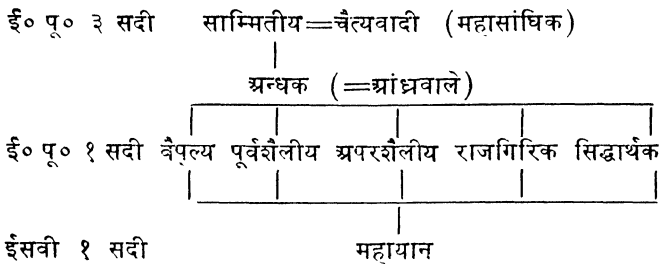 ई० पू० ३ सदी साम्मितीय=चैत्यवादी (महासांघिक)
अन्धक (=आंध्रवाले)
ई० पू० १ सदी वैपुल्य पूर्वशैलीय अपरशैलीय राजगिरिक सिद्धार्थक
ईसवी १ सदी महायान